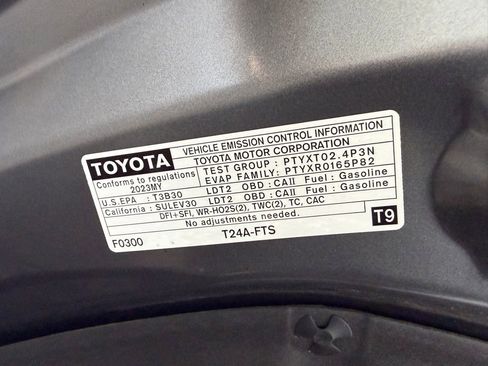 TOYOTA VEHICLE EMISSION CONTROL INFORMATION
TOYOTA MOTOR CORPORATION
Conforms to regulations TEST GROUP : PTYXT02.4P3N
2023MY EVAP FAMILY: PTYXR0165P82
U.S.EPA : T3B30 LDT2 OBD : CAII Fuel : Gasoline
California : SULEV30 LDT2 OBD : CAII Fuel : Gasoline
DFI+SFI, WR-HO2S(2), TWC(2), TC, CAC
No adjustments needed.
F0300 T24A-FTS T9